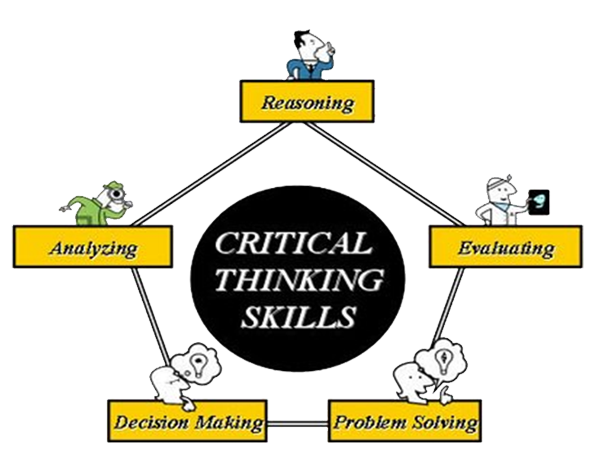 Reasoning
Analyzing
Evaluating
CRITICAL
THINKING
SKILLS
Decision Making
Problem Solving